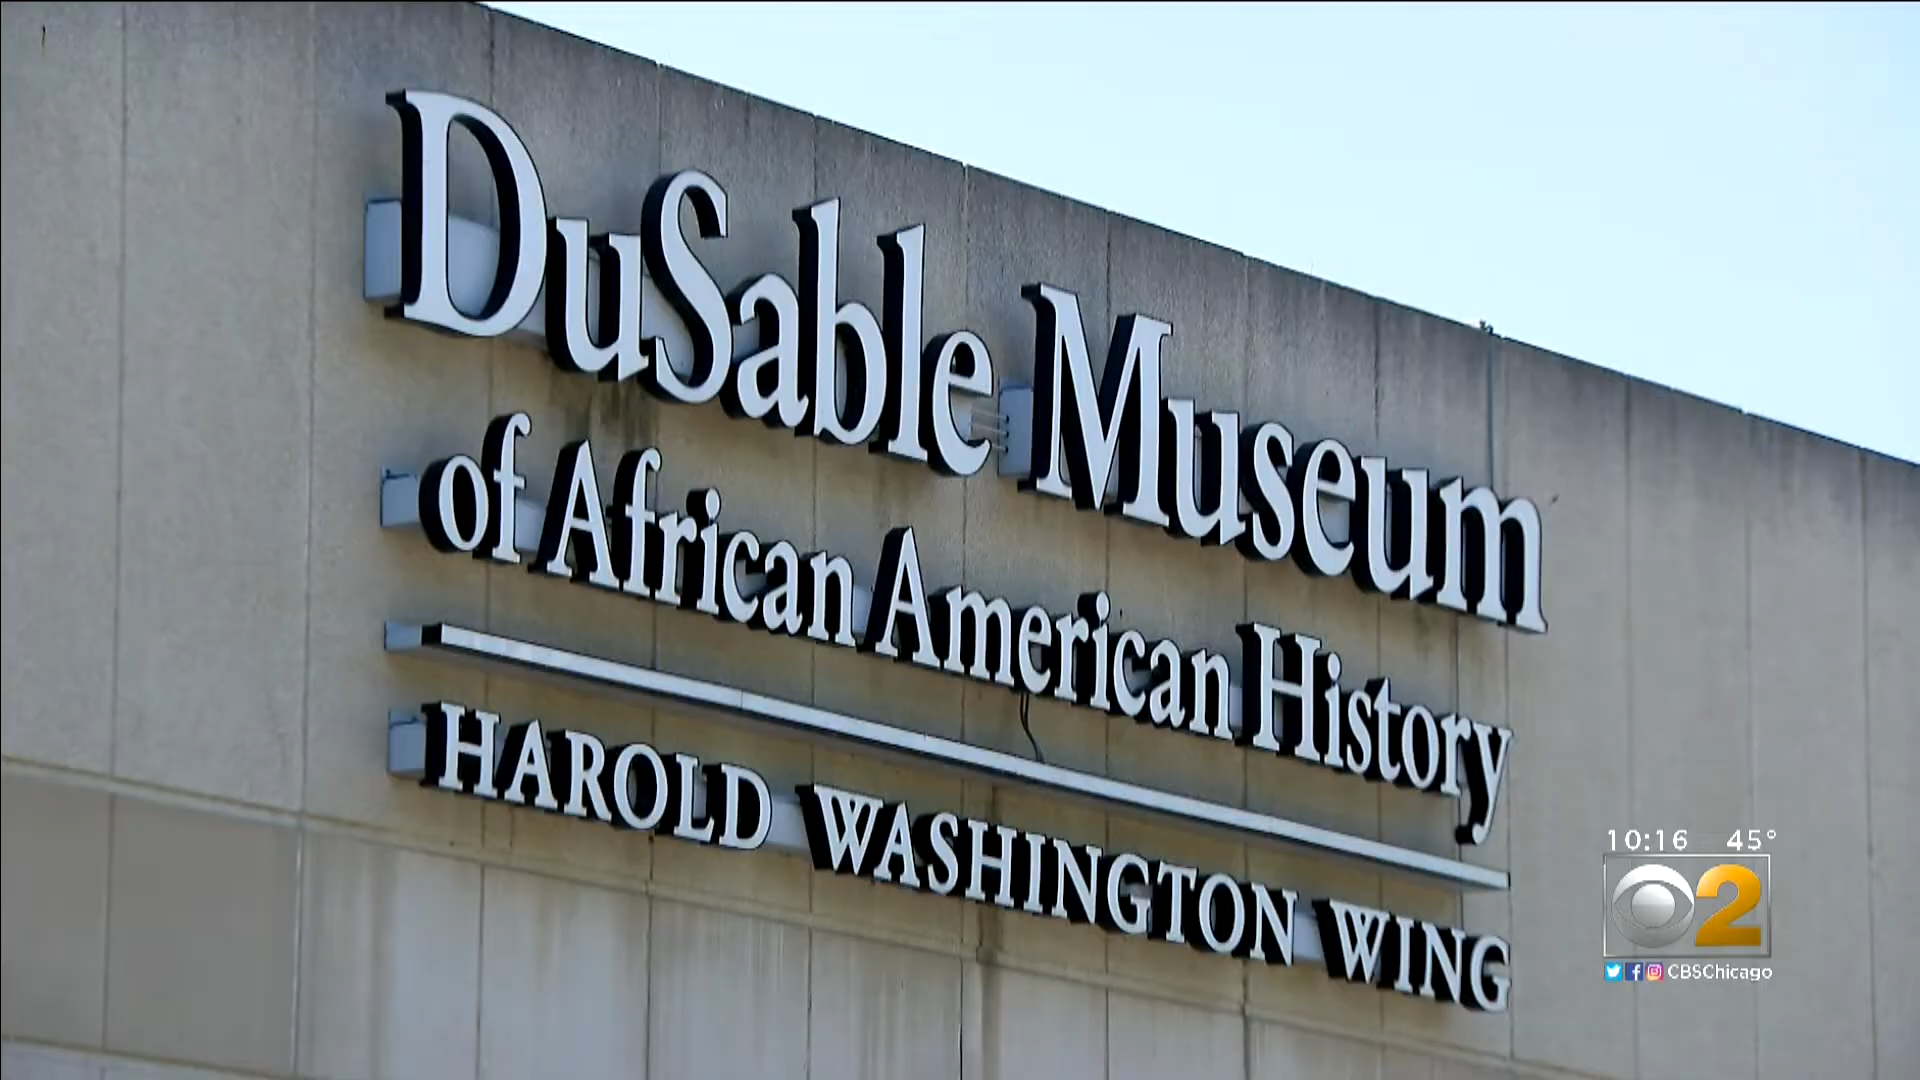 DuSable Museum
of African American History
HAROLD WASHINGTON WING
10:16 45°
2
CBSChicago